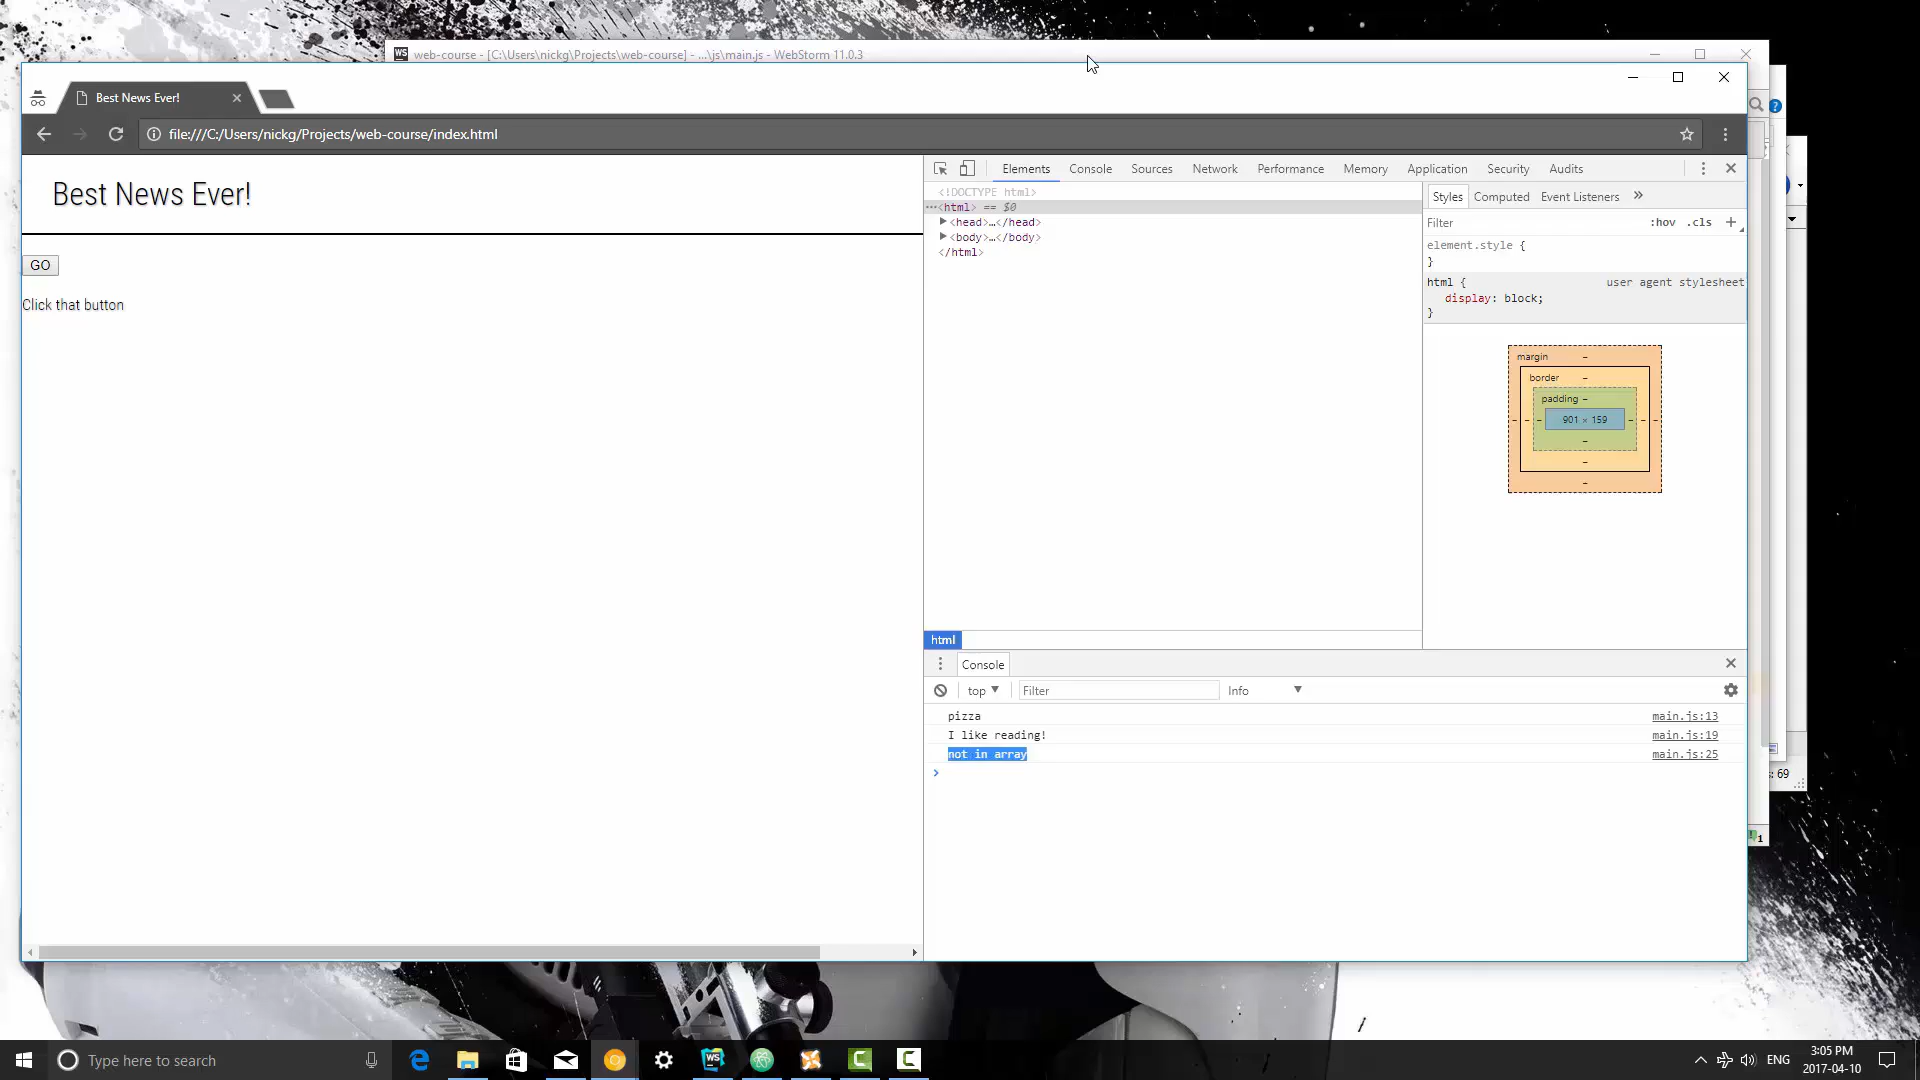 web-course - [C:\Users\nickg\Projects\web-course] - ...\js\main.js - WebStorm 11.0.3
Best News Ever!
file:///C:/Users/nickg/Projects/web-course/index.html
Best News Ever!
GO
Click that button
Elements Console Sources Network Performance Memory Application Security Audits
<!DOCTYPE html>
...<html> == $0
<head>…</head>
<body>…</body>
</html>
Styles Computed Event Listeners »
Filter :hov .cls +
element.style {
}
html { user agent stylesheet
display: block;
}
margin –
border –
padding –
– – – 901 × 159 – – –
–
–
–
html
Console
top Filter Info
pizza main.js:13
I like reading! main.js:19
not in array main.js:25
>
: 69
1
WS
Type here to search
ENG
3:05 PM
2017-04-10